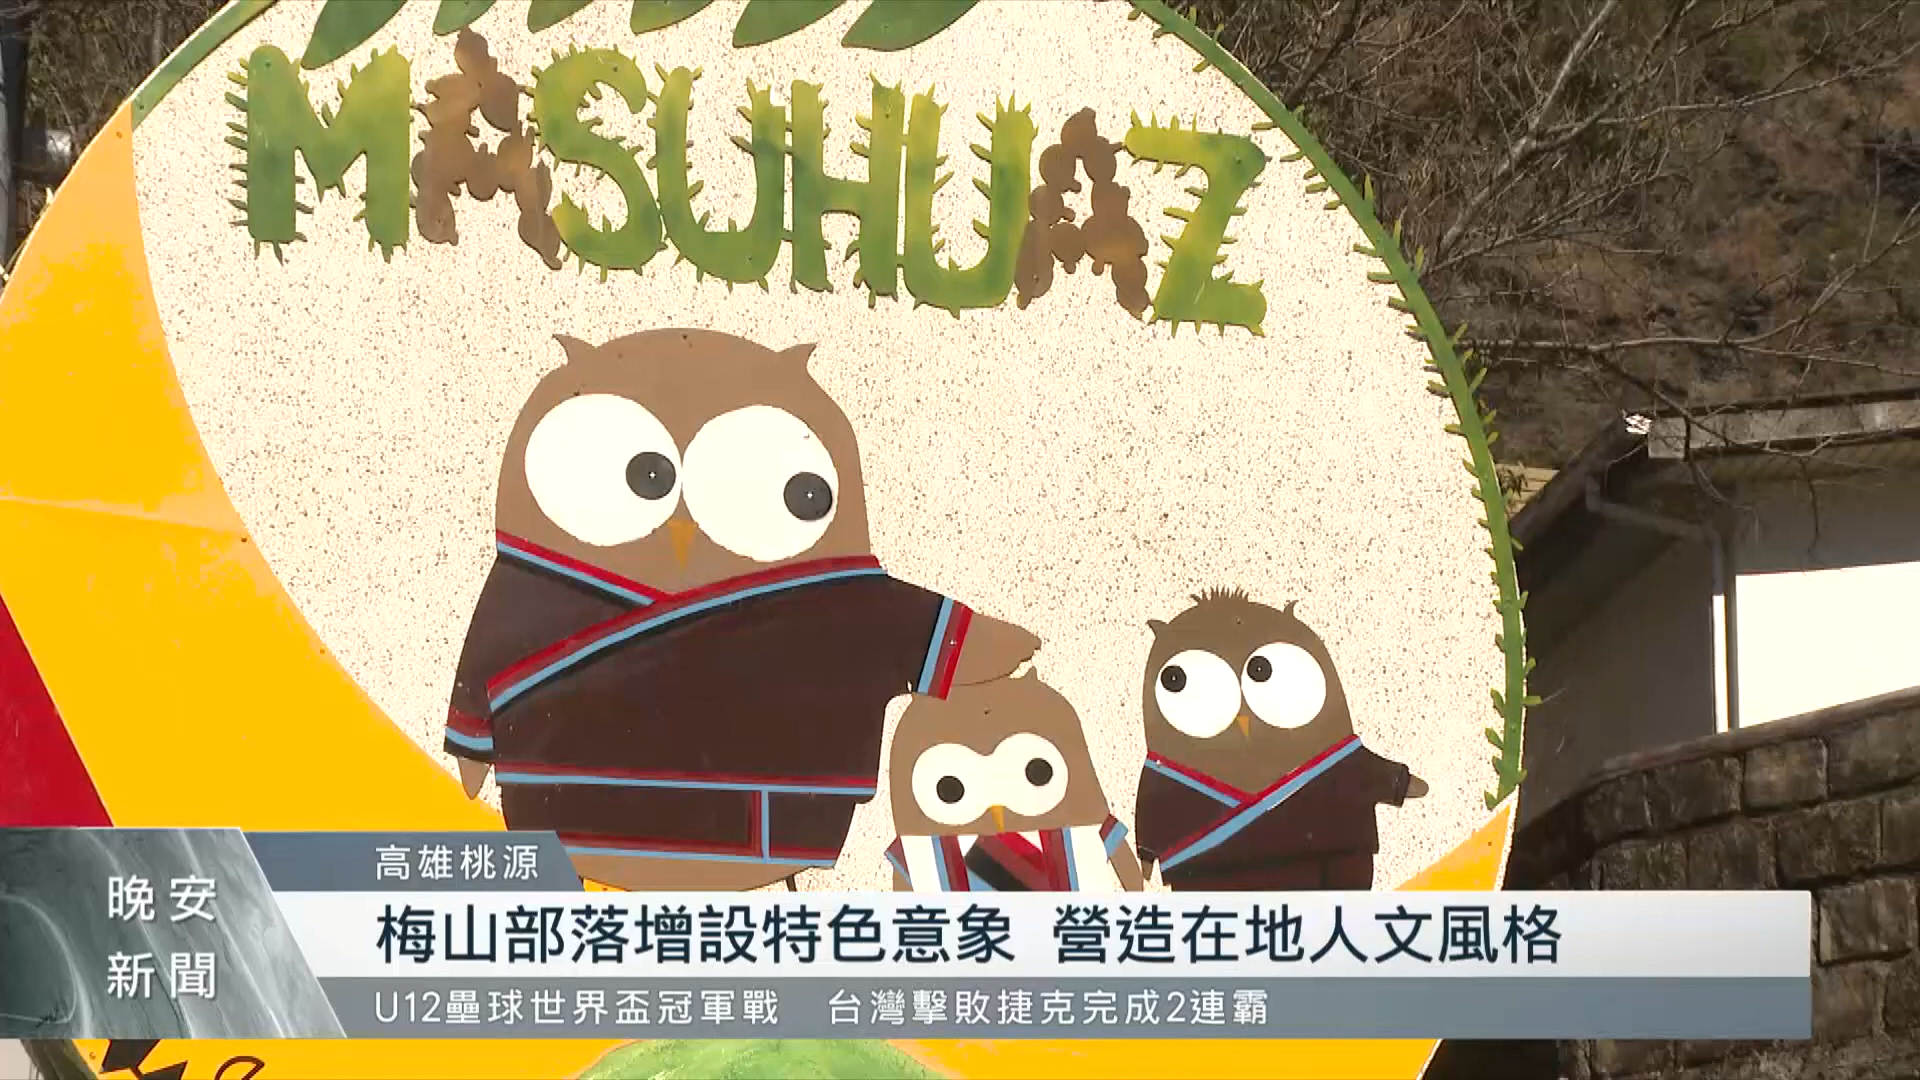 MASUHUAZ
高雄桃源
晚安
新聞
梅山部落增設特色意象 營造在地人文風格
U12壘球世界盃冠軍戰 台灣擊敗捷克完成2連霸